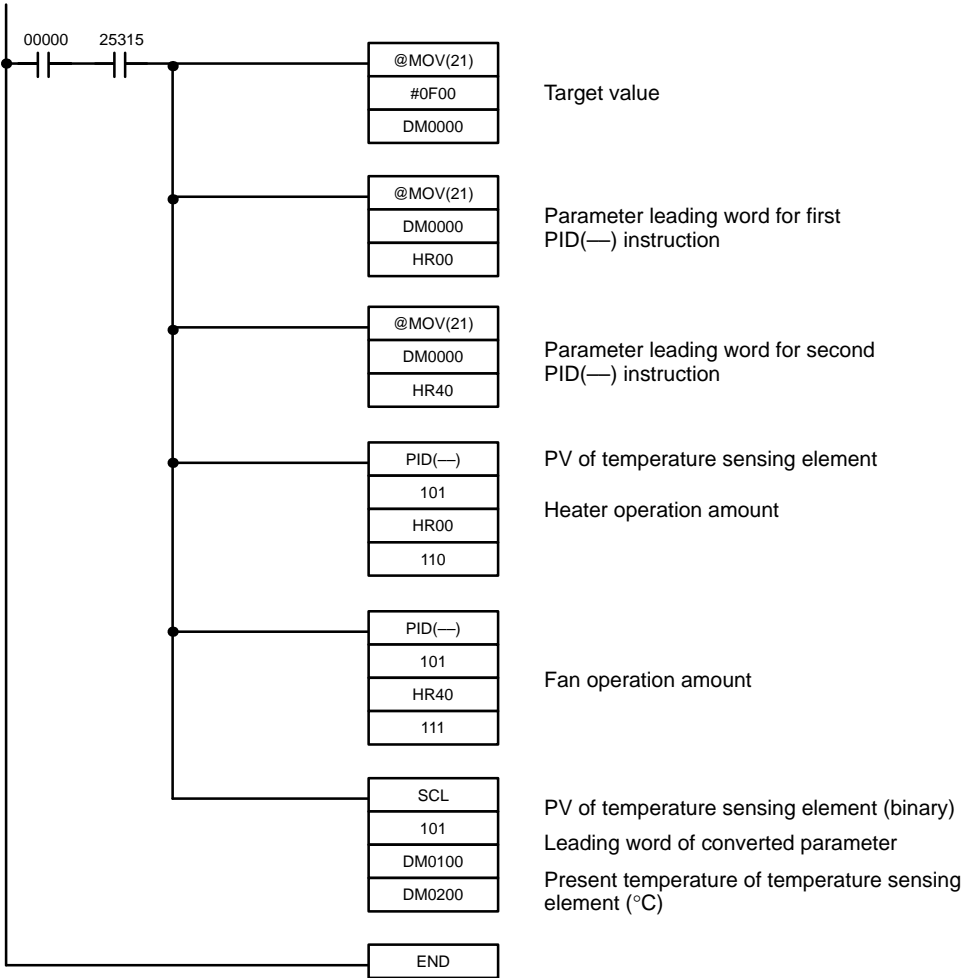 00000 25315
@MOV(21)
#0F00
DM0000
Target value
@MOV(21)
DM0000
HR00
Parameter leading word for first
PID(––) instruction
@MOV(21)
DM0000
HR40
Parameter leading word for second
PID(––) instruction
PID(––)
101
HR00
110
PV of temperature sensing element
Heater operation amount
PID(––)
101
HR40
111
Fan operation amount
SCL
101
DM0100
DM0200
PV of temperature sensing element (binary)
Leading word of converted parameter
Present temperature of temperature sensing
element (°C)
END